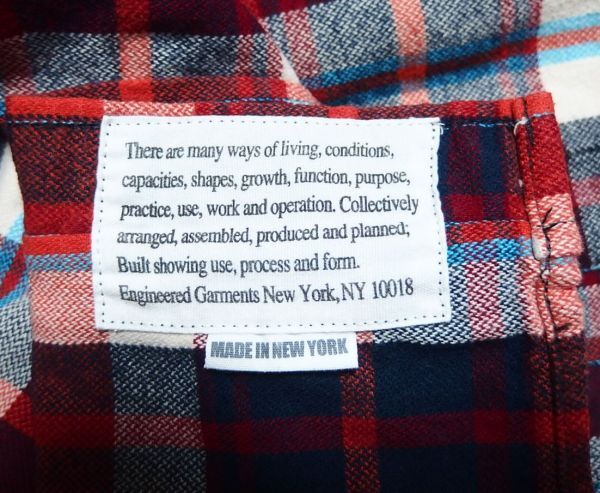 There are many ways of living, conditions,
capacities, shapes, growth, function, purpose,
practice, use, work and operation. Collectively
arranged, assembled, produced and planned;
Built showing use, process and form.
Engineered Garments New York, NY 10018
MADE IN NEW YORK